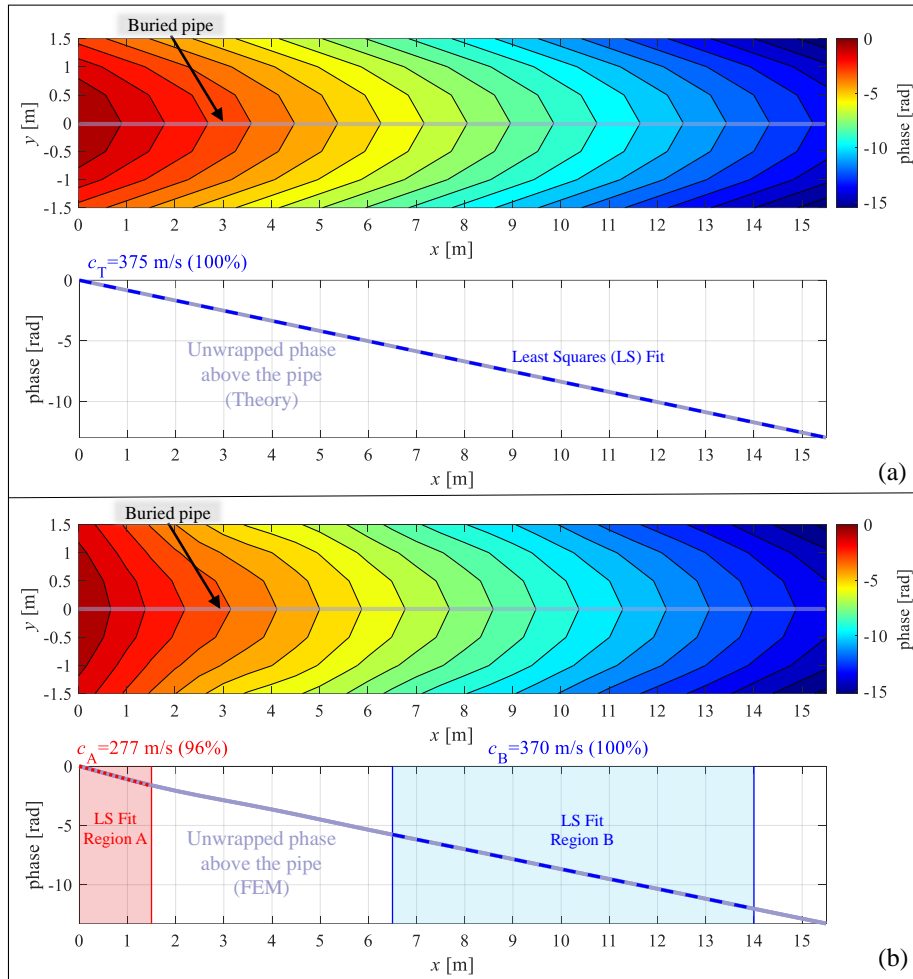 (a)
Buried pipe
1.5
1
0.5
0
-0.5
-1
-1.5
y [m]
0 1 2 3 4 5 6 7 8 9 10 11 12 13 14 15
x [m]
0
-5
-10
-15
phase [rad]
c_T=375 m/s (100%)
0
-5
-10
phase [rad]
Unwrapped phase
above the pipe
(Theory)
Least Squares (LS) Fit
0 1 2 3 4 5 6 7 8 9 10 11 12 13 14 15
x [m]
(a)
Buried pipe
1.5
1
0.5
0
-0.5
-1
-1.5
y [m]
0 1 2 3 4 5 6 7 8 9 10 11 12 13 14 15
x [m]
0
-5
-10
-15
phase [rad]
c_A=277 m/s (96%)
c_B=370 m/s (100%)
0
-5
-10
phase [rad]
LS Fit
Region A
Unwrapped phase
above the pipe
(FEM)
LS Fit
Region B
0 1 2 3 4 5 6 7 8 9 10 11 12 13 14 15
x [m]
(b)